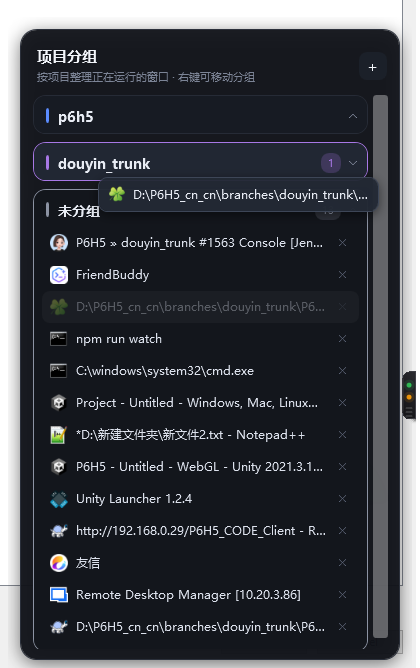 项目分组
按项目整理正在运行的窗口 · 右键可移动分组
+
p6h5
douyin_trunk
1
D:\P6H5_cn_cn\branches\douyin_trunk\...
未分组
P6H5 » douyin_trunk #1563 Console [Jen...
FriendBuddy
D:\P6H5_cn_cn\branches\douyin_trunk\P6...
npm run watch
C:\windows\system32\cmd.exe
Project - Untitled - Windows, Mac, Linux...
*D:\新建文件夹\新文件2.txt - Notepad++
P6H5 - Untitled - WebGL - Unity 2021.3.1...
Unity Launcher 1.2.4
http://192.168.0.29/P6H5_CODE_Client - R...
友信
Remote Desktop Manager [10.20.3.86]
D:\P6H5_cn_cn\branches\douyin_trunk\P6...